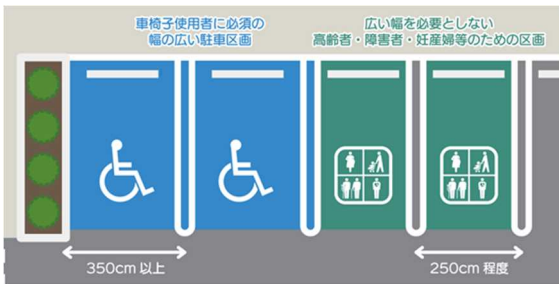 車椅子使用者に必須の
幅の広い駐車区画
広い幅を必要としない
高齢者・障害者・妊産婦等のための区画
350cm 以上
250cm 程度